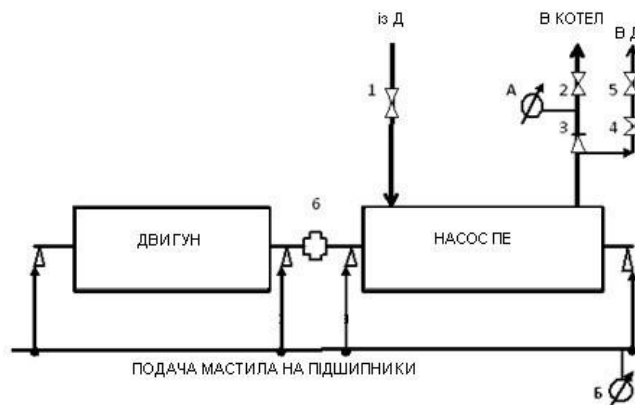 із Д
В КОТЕЛ
В Д
1
А
2
5
3
4
6
ДВИГУН
НАСОС ПЕ
ПОДАЧА МАСТИЛА НА ПІДШИПНИКИ
Б